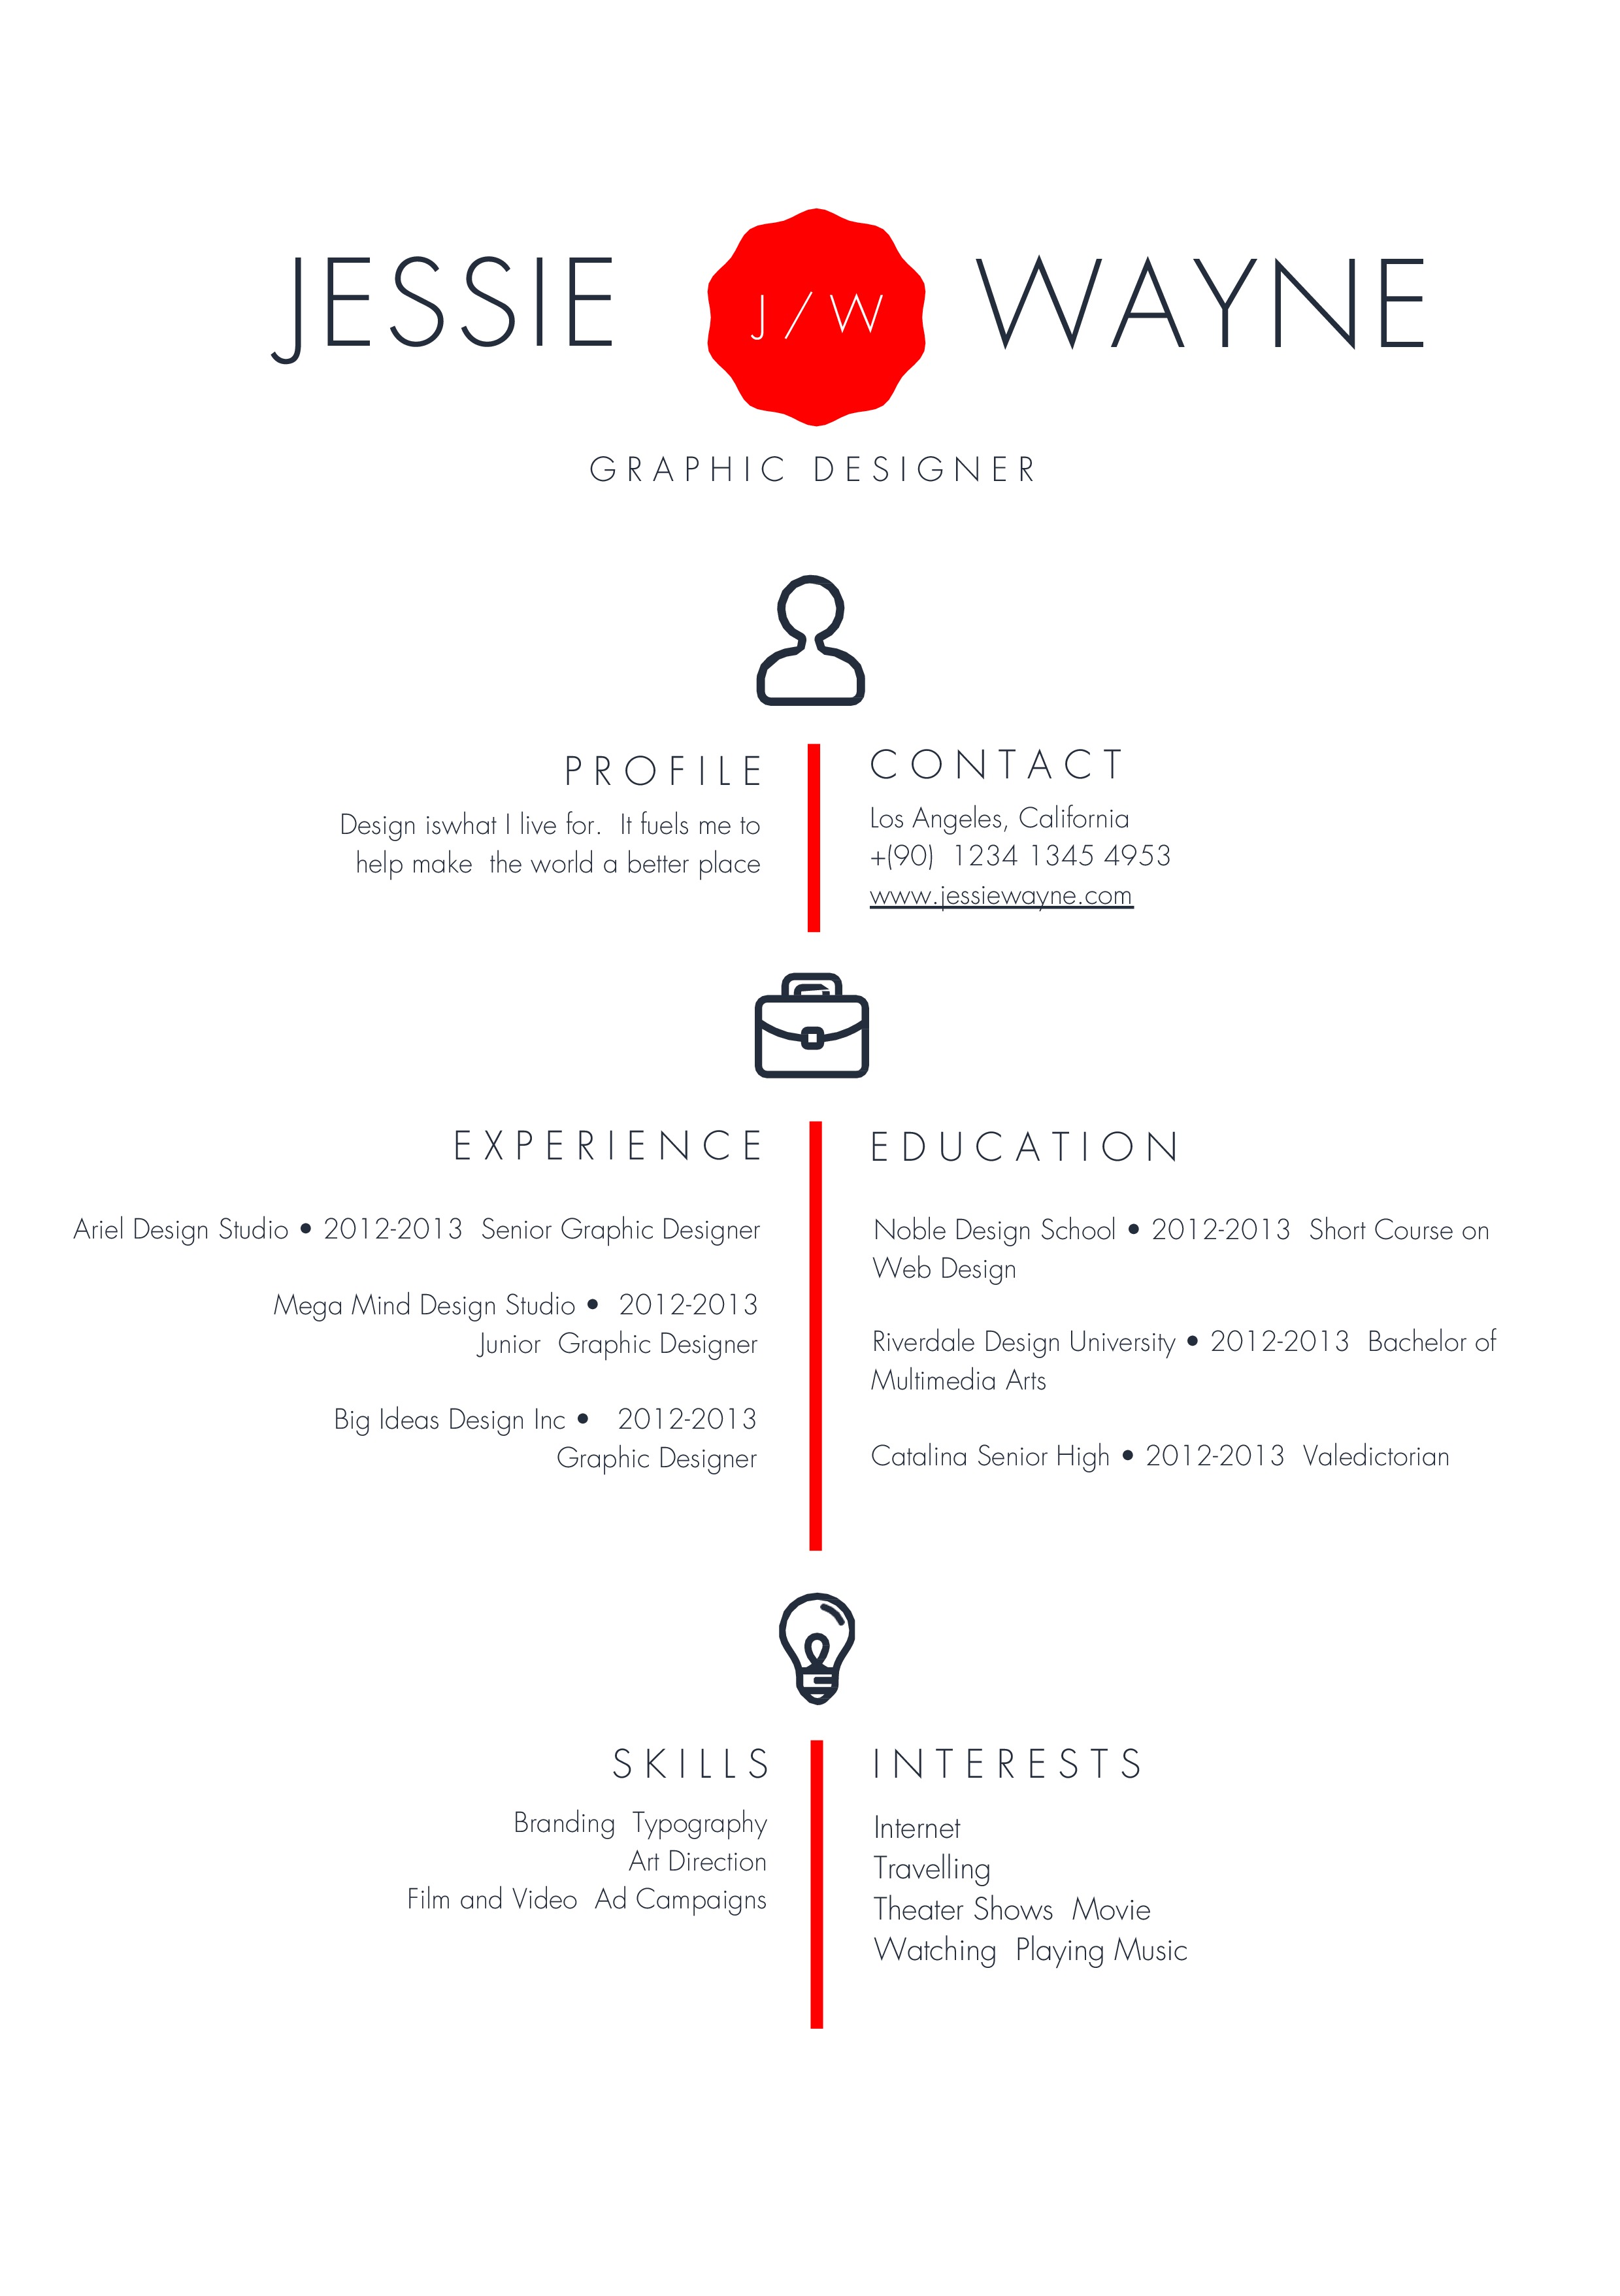 JESSIE
J / W
WAYNE
GRAPHIC DESIGNER
PROFILE
Design iswhat I live for. It fuels me to
help make the world a better place
CONTACT
Los Angeles, California
+(90) 1234 1345 4953
www.jessiewayne.com
EXPERIENCE
Ariel Design Studio • 2012-2013 Senior Graphic Designer
Mega Mind Design Studio • 2012-2013
Junior Graphic Designer
Big Ideas Design Inc • 2012-2013
Graphic Designer
EDUCATION
Noble Design School • 2012-2013 Short Course on
Web Design
Riverdale Design University • 2012-2013 Bachelor of
Multimedia Arts
Catalina Senior High • 2012-2013 Valedictorian
SKILLS
Branding Typography
Art Direction
Film and Video Ad Campaigns
INTERESTS
Internet
Travelling
Theater Shows Movie
Watching Playing Music